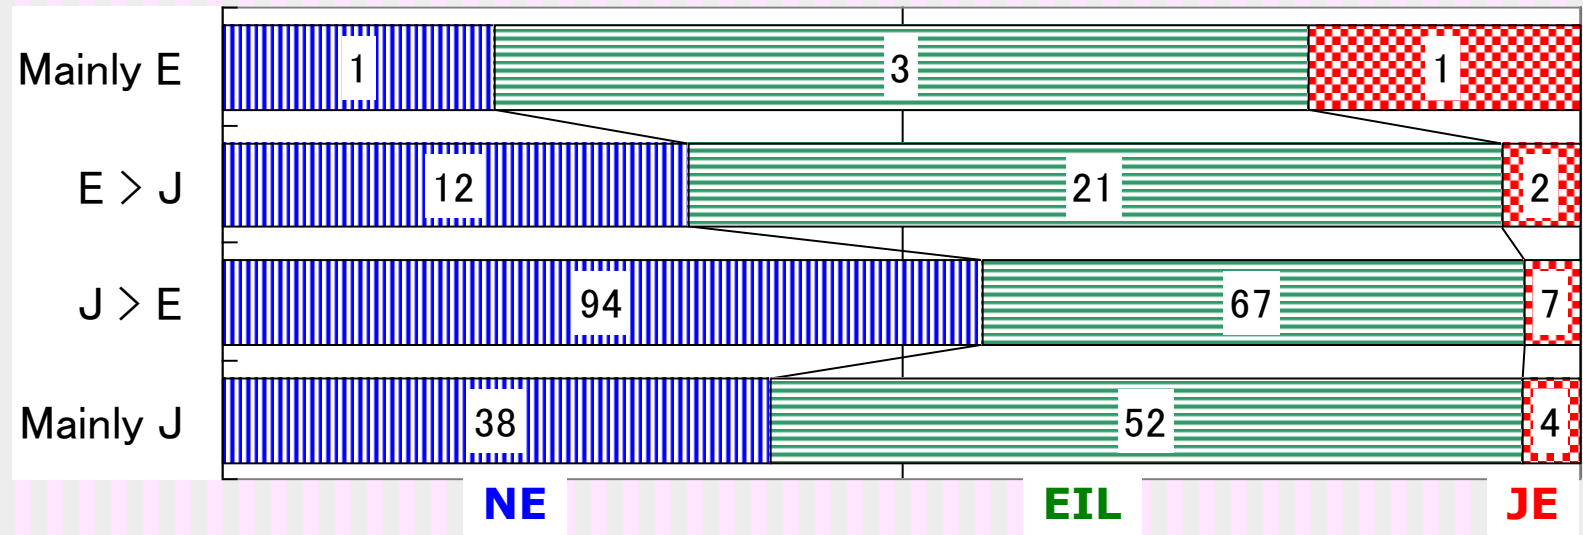 Mainly E 1 3 1
E > J 12 21 2
J > E 94 67 7
Mainly J 38 52 4
NE EIL JE